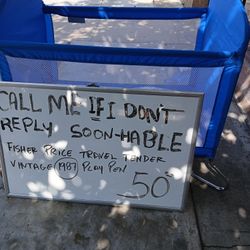 CALL ME IF I DON'T
REPLY SOON-HABLE
FISHER PRICE TRAVEL TENDER
VINTAGE (1987) PLAY PEN
50